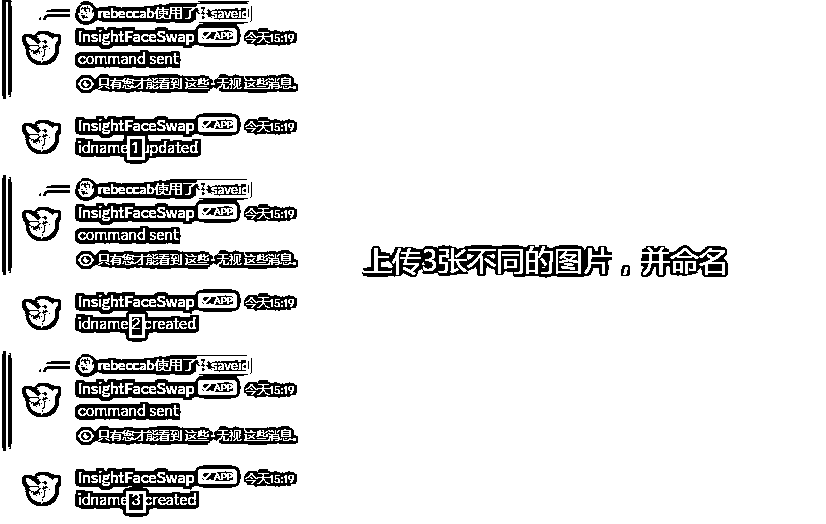 rebeccab使用了 saveid
InsightFaceSwap ✓APP 今天15:19
command sent
只有您才能看到 这些·无视 这些消息。
InsightFaceSwap ✓APP 今天15:19
idname 1 updated
rebeccab使用了 saveid
InsightFaceSwap ✓APP 今天15:19
command sent
只有您才能看到 这些·无视 这些消息。
上传3张不同的图片，并命名
InsightFaceSwap ✓APP 今天15:19
idname 2 created
rebeccab使用了 saveid
InsightFaceSwap ✓APP 今天15:19
command sent
只有您才能看到 这些·无视 这些消息。
InsightFaceSwap ✓APP 今天15:19
idname 3 created